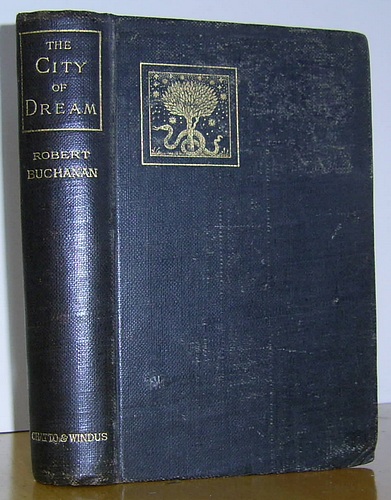 THE
CITY
OF
DREAM
ROBERT
BUCHANAN
CHATTO & WINDUS